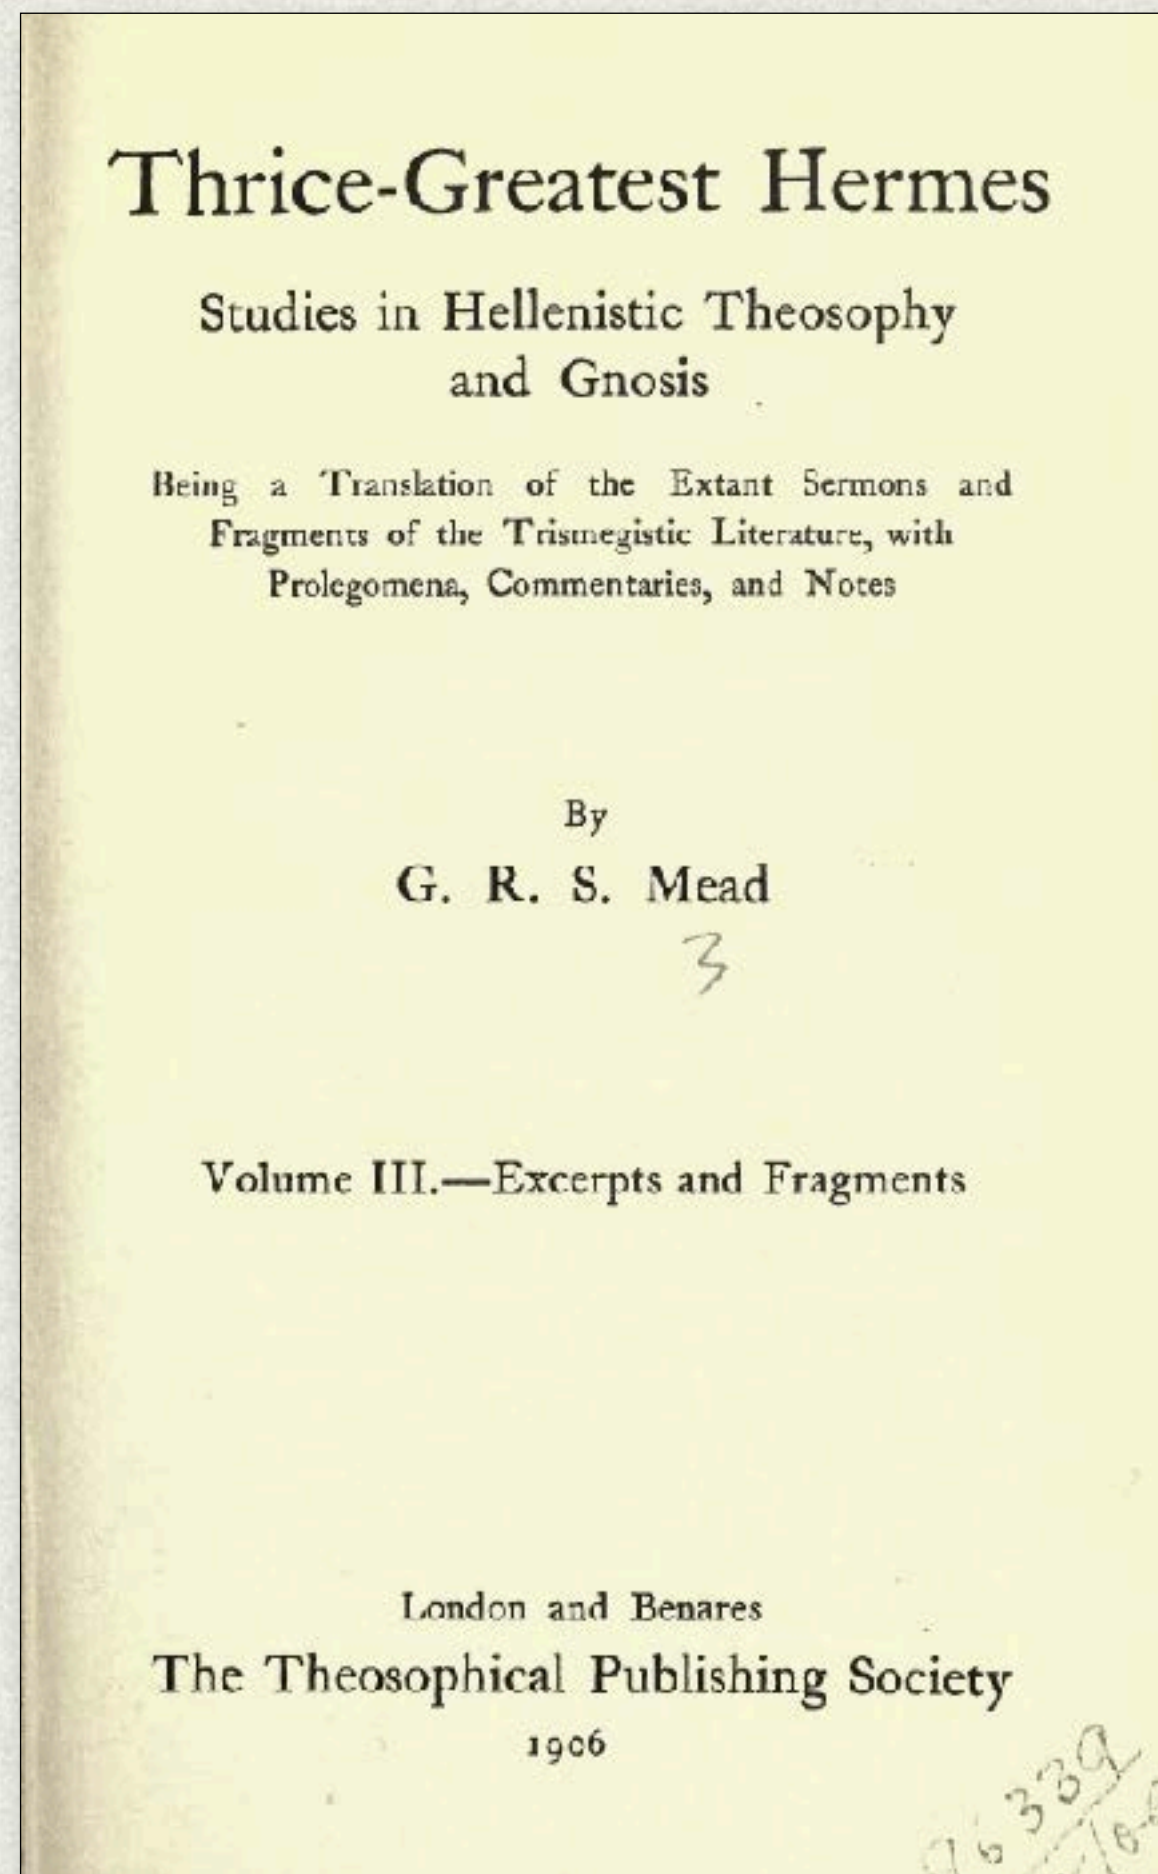 Thrice-Greatest Hermes
Studies in Hellenistic Theosophy
and Gnosis
Being a Translation of the Extant Sermons and
Fragments of the Trismegistic Literature, with
Prolegomena, Commentaries, and Notes
By
G. R. S. Mead
3
Volume III.—Excerpts and Fragments
London and Benares
The Theosophical Publishing Society
1906